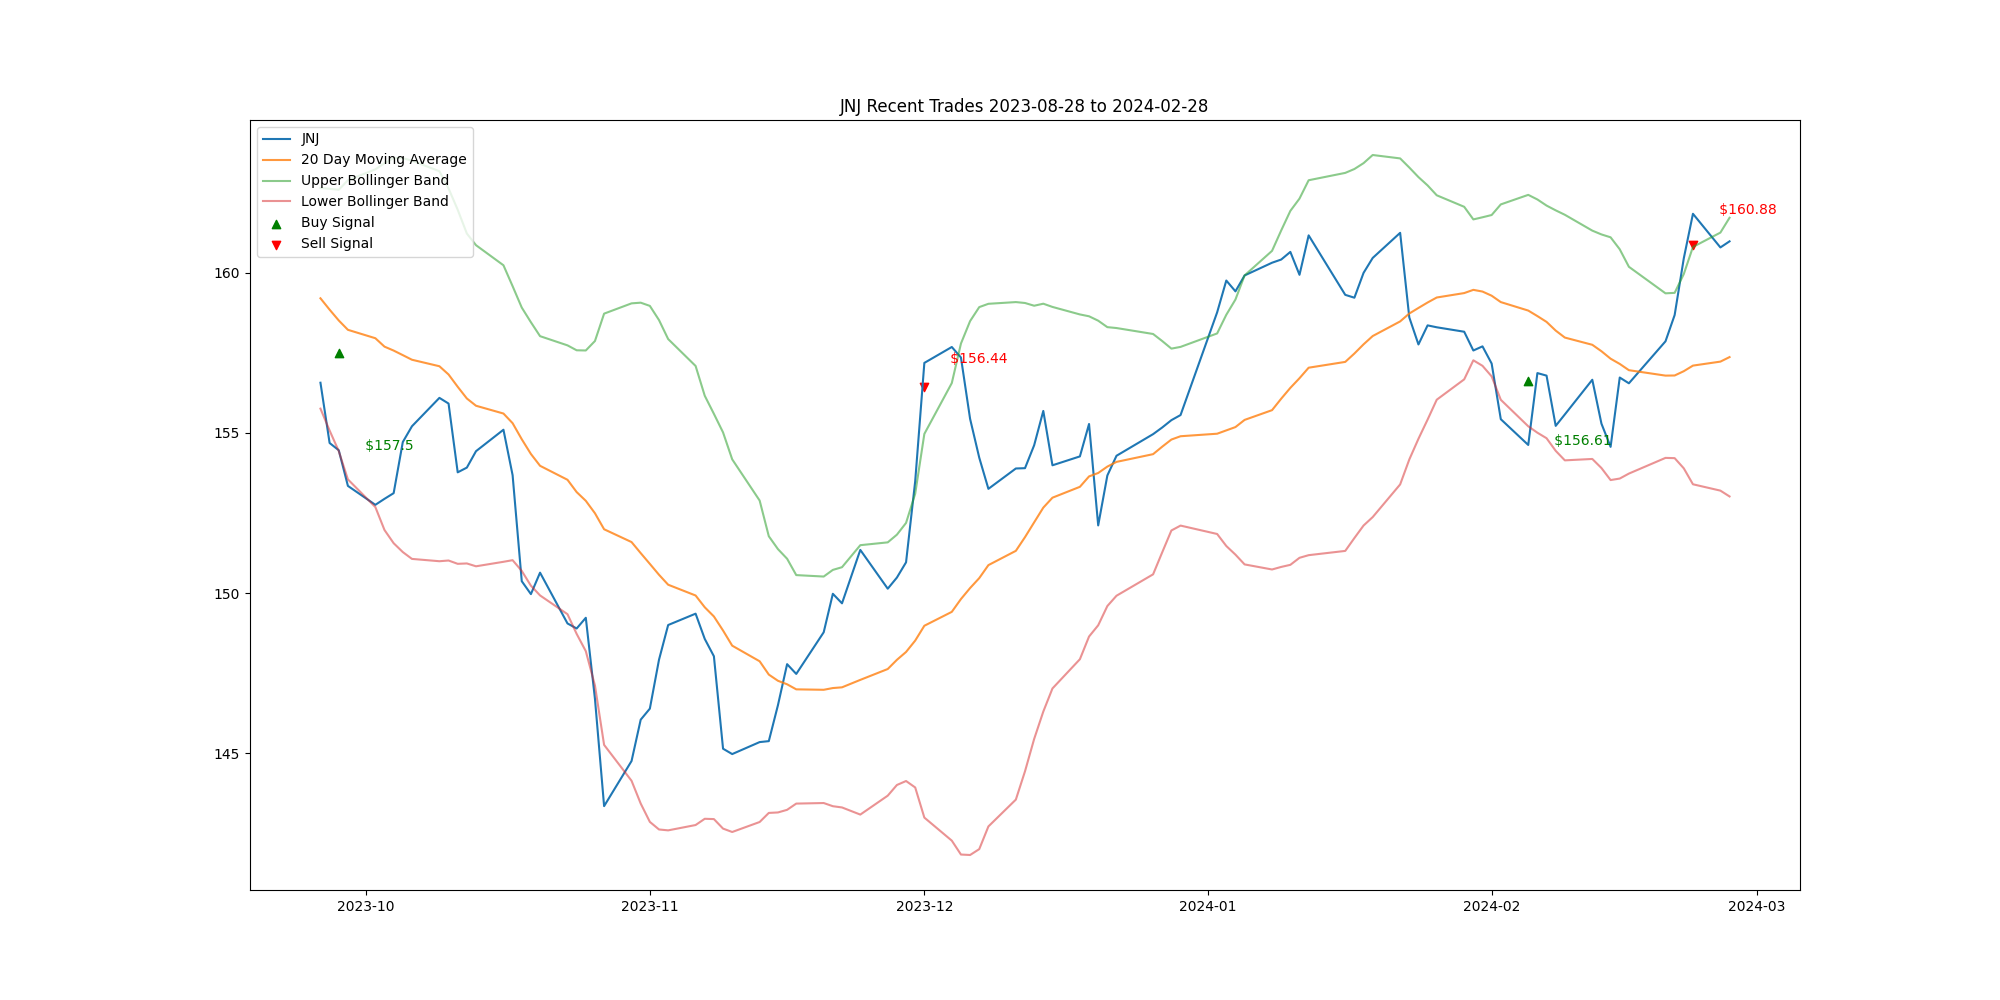 JNJ Recent Trades 2023-08-28 to 2024-02-28
JNJ
20 Day Moving Average
Upper Bollinger Band
Lower Bollinger Band
Buy Signal
Sell Signal
$160.88
160
$156.44
155
$157.5
$156.61
150
145
2023-10
2023-11
2023-12
2024-01
2024-02
2024-03